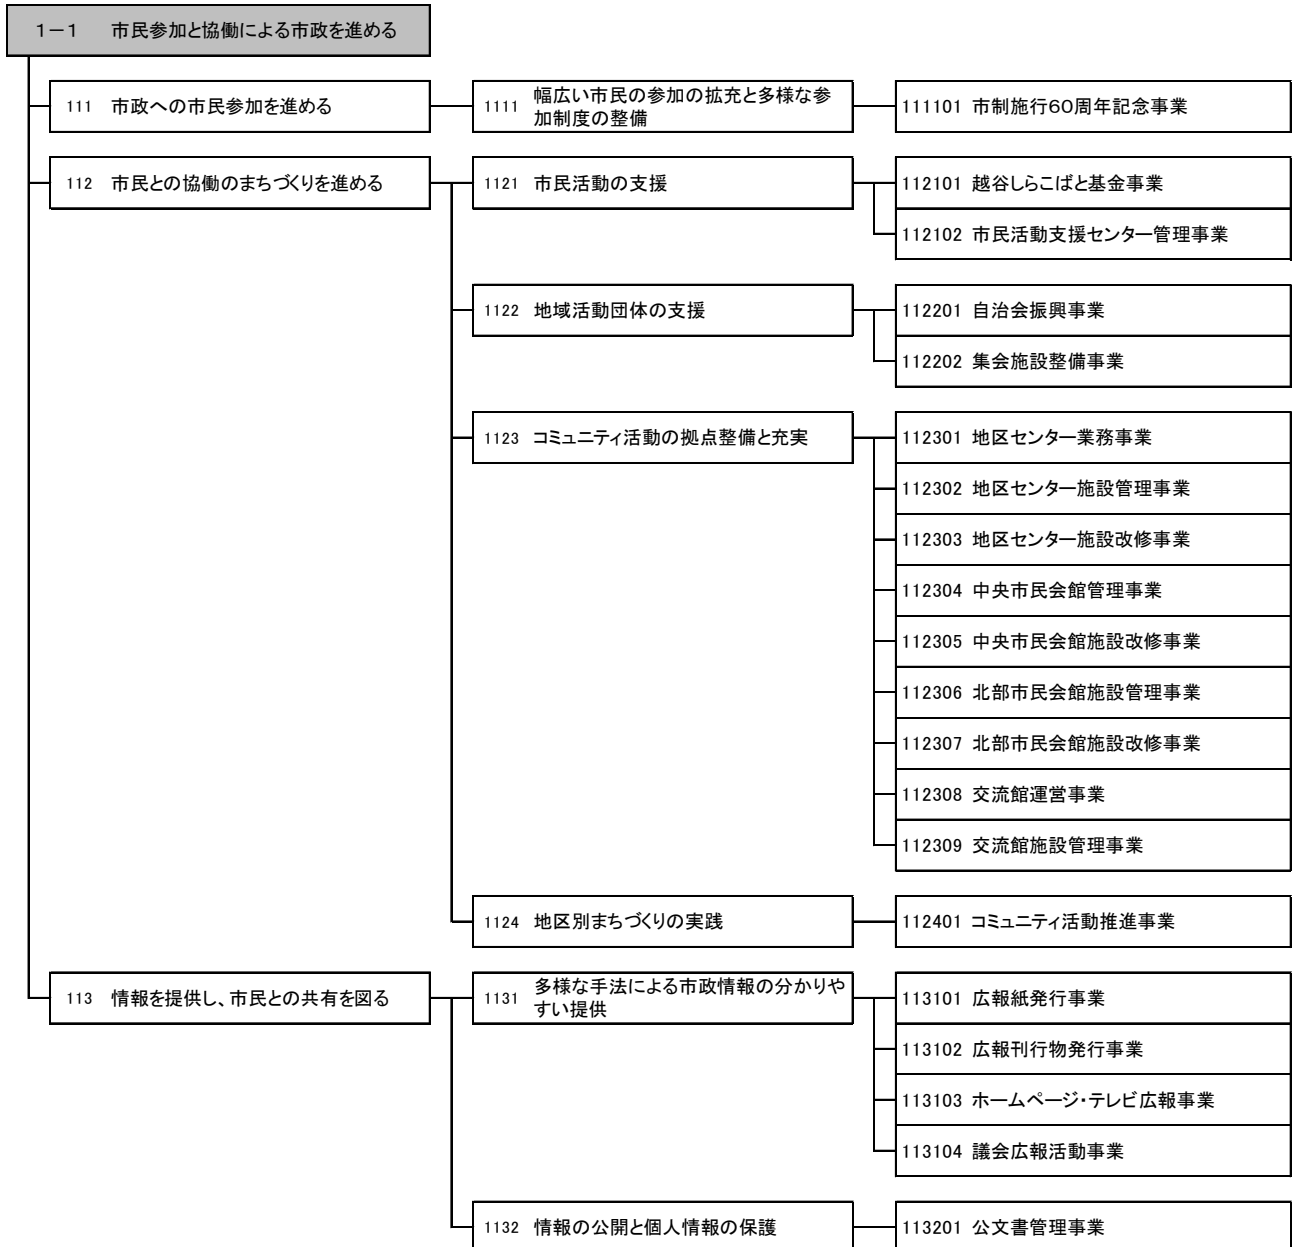 １－１　市民参加と協働による市政を進める
111 市政への市民参加を進める
1111 幅広い市民の参加の拡充と多様な参
加制度の整備
111101 市制施行６０周年記念事業
112 市民との協働のまちづくりを進める
1121 市民活動の支援
112101 越谷しらこばと基金事業
112102 市民活動支援センター管理事業
1122 地域活動団体の支援
112201 自治会振興事業
112202 集会施設整備事業
1123 コミュニティ活動の拠点整備と充実
112301 地区センター業務事業
112302 地区センター施設管理事業
112303 地区センター施設改修事業
112304 中央市民会館管理事業
112305 中央市民会館施設改修事業
112306 北部市民会館施設管理事業
112307 北部市民会館施設改修事業
112308 交流館運営事業
112309 交流館施設管理事業
1124 地区別まちづくりの実践
112401 コミュニティ活動推進事業
113 情報を提供し、市民との共有を図る
1131 多様な手法による市政情報の分かりや
すい提供
113101 広報紙発行事業
113102 広報刊行物発行事業
113103 ホームページ・テレビ広報事業
113104 議会広報活動事業
1132 情報の公開と個人情報の保護
113201 公文書管理事業